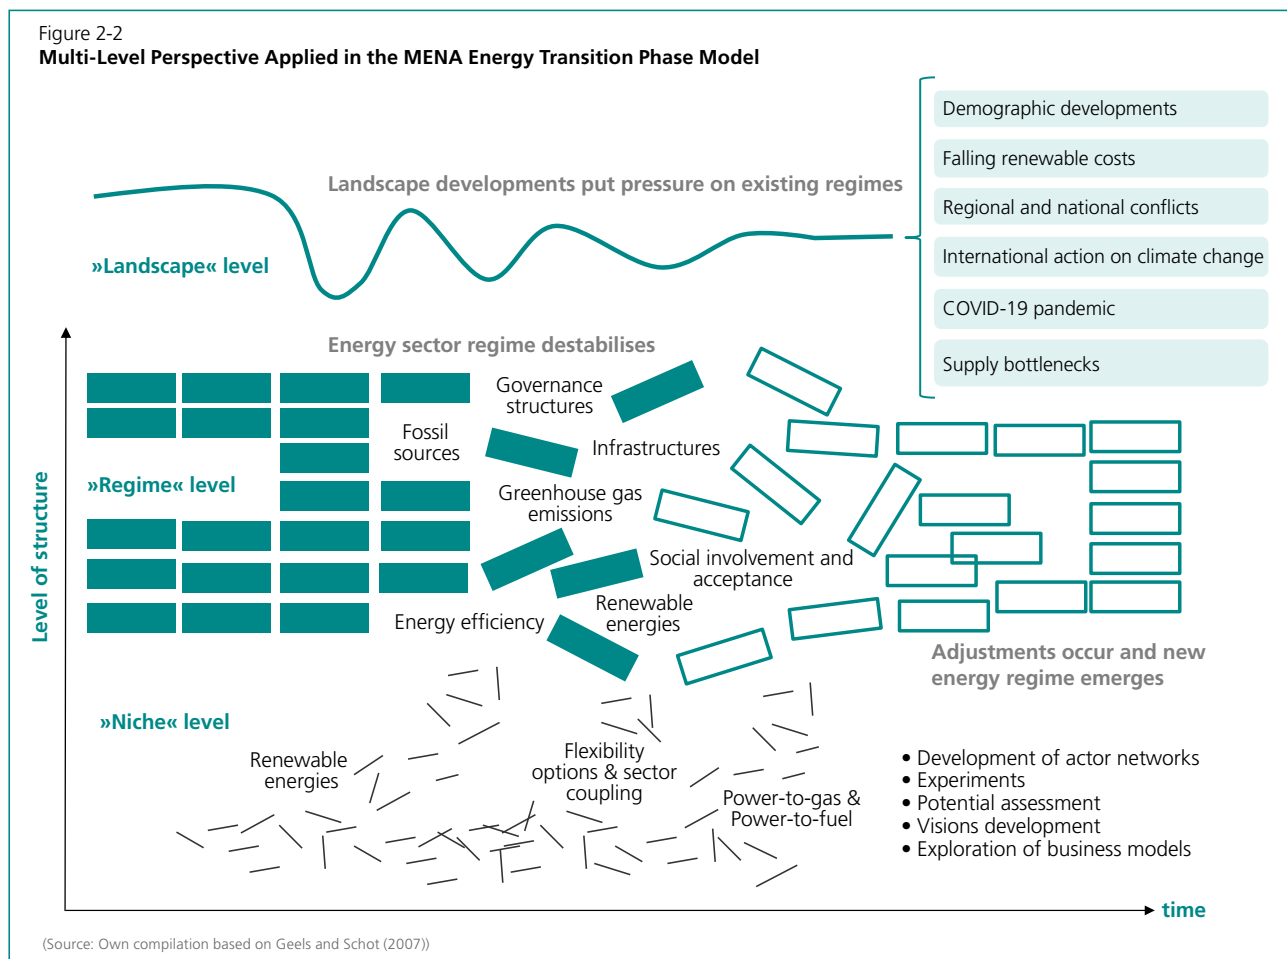 Figure 2-2
Multi-Level Perspective Applied in the MENA Energy Transition Phase Model
Demographic developments
Falling renewable costs
Regional and national conflicts
International action on climate change
COVID-19 pandemic
Supply bottlenecks
Landscape developments put pressure on existing regimes
»Landscape« level
Energy sector regime destabilises
Governance
structures
Fossil
sources
Infrastructures
»Regime« level
Greenhouse gas
emissions
Social involvement and
acceptance
Renewable
energies
Energy efficiency
Level of structure
Adjustments occur and new
energy regime emerges
»Niche« level
Renewable
energies
Flexibility
options & sector
coupling
Power-to-gas &
Power-to-fuel
• Development of actor networks
• Experiments
• Potential assessment
• Visions development
• Exploration of business models
time
(Source: Own compilation based on Geels and Schot (2007))